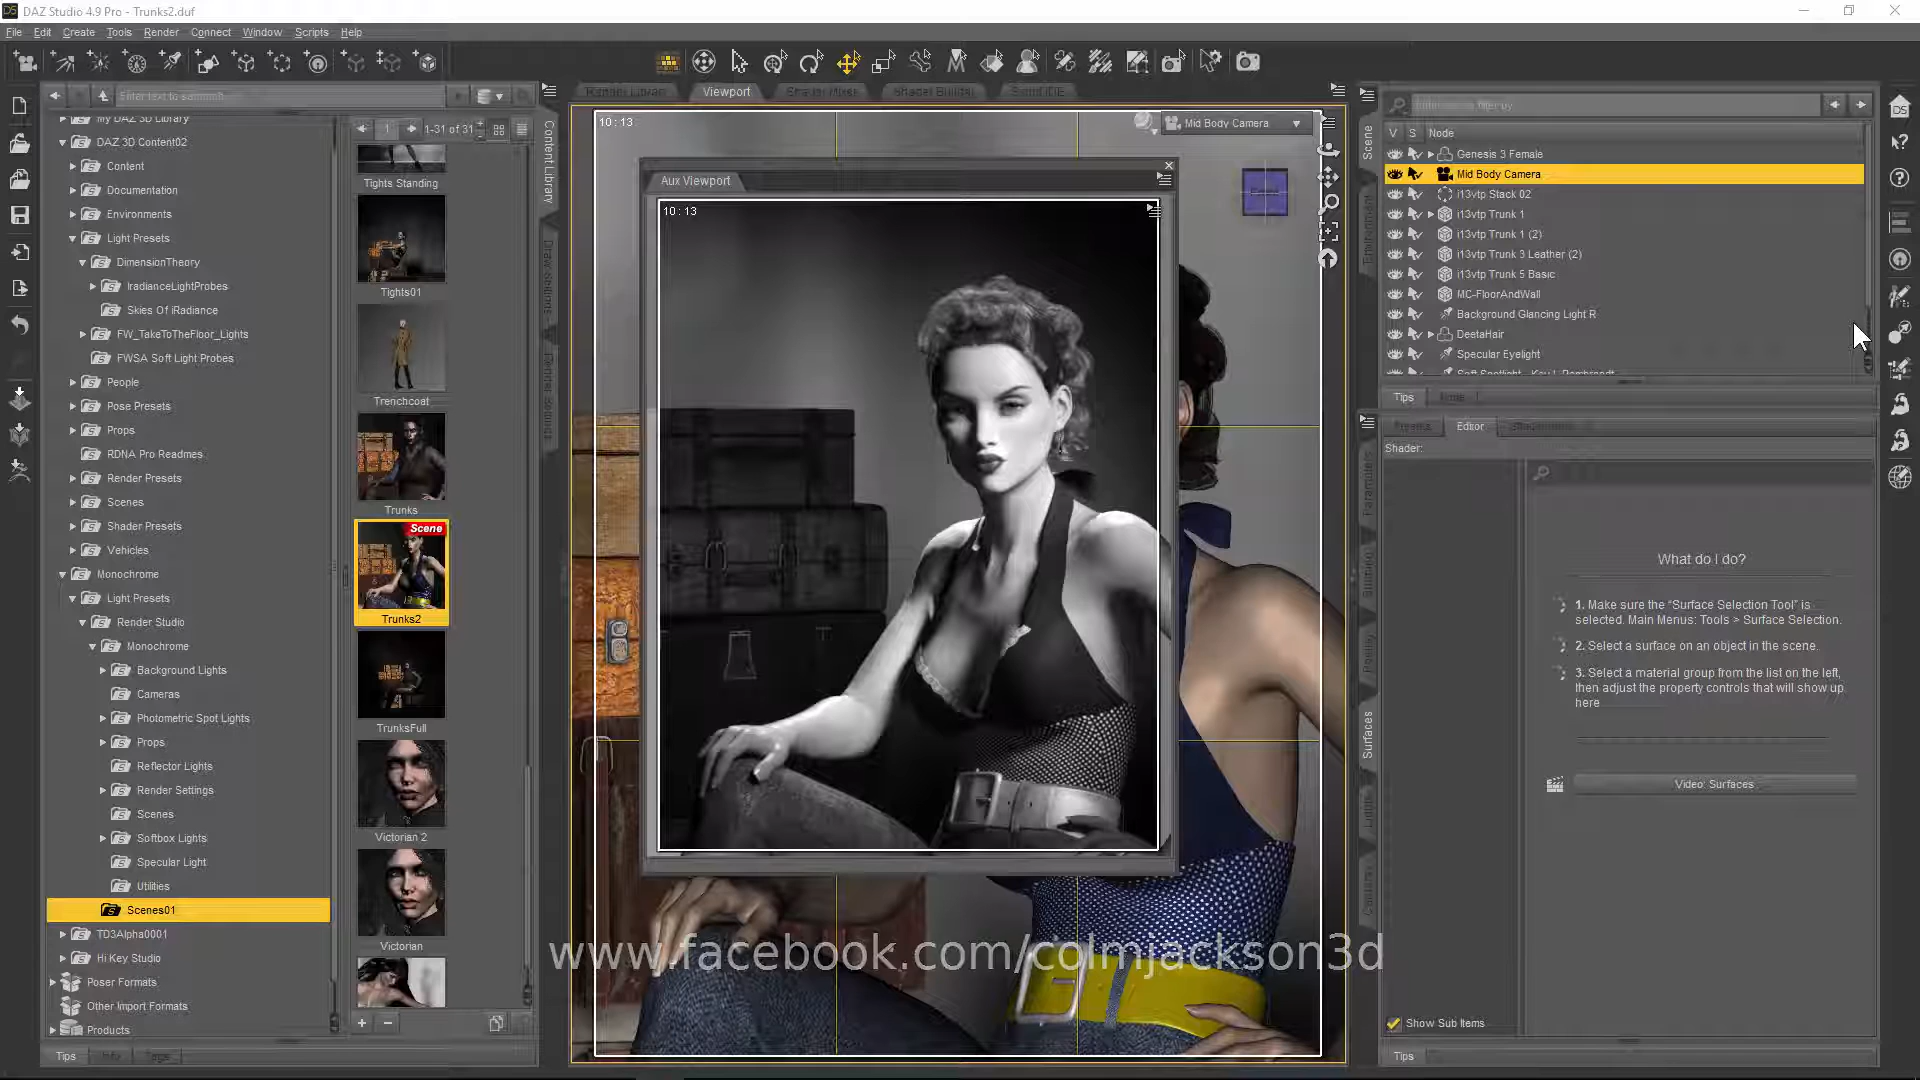 DAZ Studio 4.9 Pro - Trunks2.duf
File Edit Create Tools Render Connect Window Scripts Help
Viewport
My DAZ 3D Library
DAZ 3D Content02
Content
Documentation
Environments
Light Presets
DimensionTheory
IrradianceLightProbes
Skies Of iRadiance
FW_TakeToTheFloor_Lights
FWSA Soft Light Probes
People
Pose Presets
Props
RDNA Pro Readmes
Render Presets
Scenes
Shader Presets
Vehicles
Monochrome
Light Presets
Render Studio
Monochrome
Background Lights
Cameras
Photometric Spot Lights
Props
Reflector Lights
Render Settings
Scenes
Softbox Lights
Specular Light
Utilities
Scenes01
TD3Alpha0001
Hi Key Studio
Poser Formats
Other Import Formats
Products
Tips
1
1-31 of 31
Tights Standing
Tights01
Trenchcoat
Trunks
Scene
Trunks2
TrunksFull
Victorian 2
Victorian
Content Library
10 : 13
Mid Body Camera
Aux Viewport
10 : 13
www.facebook.com/colmjackson3d
Scene
V S Node
Genesis 3 Female
Mid Body Camera
i13vtp Stack 02
i13vtp Trunk 1
i13vtp Trunk 1 (2)
i13vtp Trunk 3 Leather (2)
i13vtp Trunk 5 Basic
MC-FloorAndWall
Background Glancing Light R
DeetaHair
Specular Eyelight
Tips
Editor
Shader:
Surfaces
What do I do?
1. Make sure the "Surface Selection Tool" is
selected. Main Menus: Tools > Surface Selection.
2. Select a surface on an object in the scene.
3. Select a material group from the list on the left,
then adjust the property controls that will show up
here
Video: Surfaces
Show Sub Items
Tips